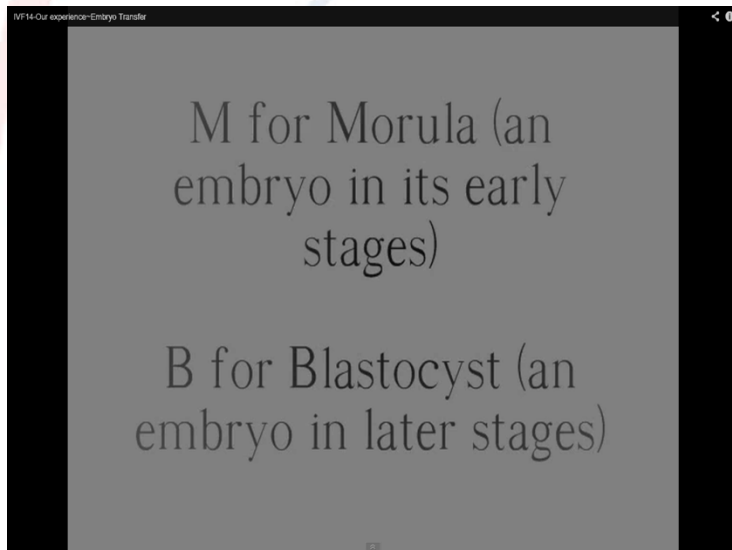 IVF14-Our experience~Embryo Transfer
M for Morula (an
embryo in its early
stages)
B for Blastocyst (an
embryo in later stages)